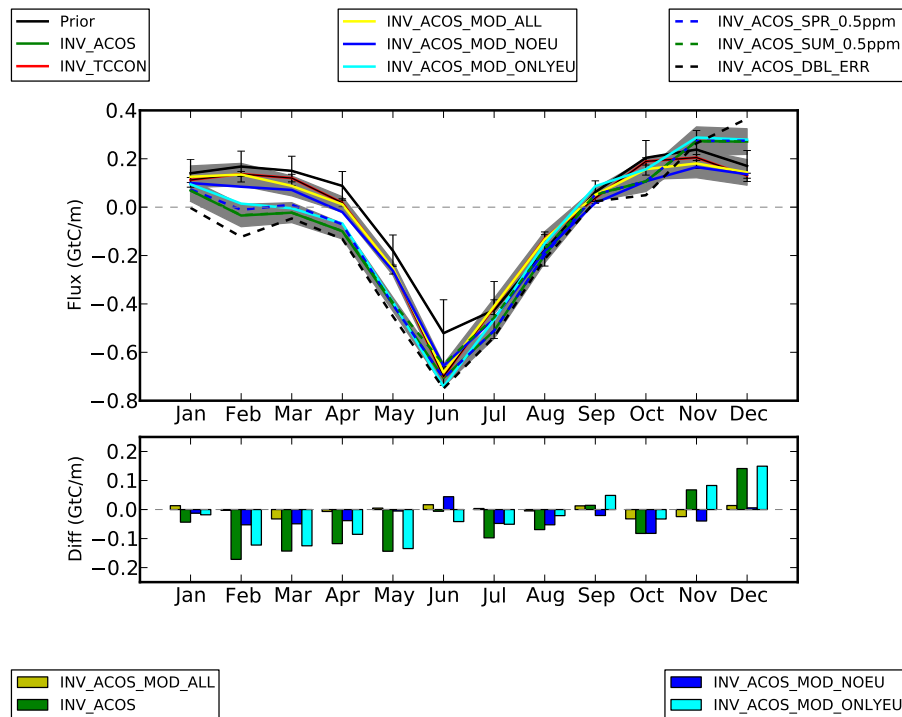 Prior
INV_ACOS
INV_TCCON
INV_ACOS_MOD_ALL
INV_ACOS_MOD_NOEU
INV_ACOS_MOD_ONLYEU
INV_ACOS_SPR_0.5ppm
INV_ACOS_SUM_0.5ppm
INV_ACOS_DBL_ERR
Flux (GtC/m)
0.4
0.2
0.0
−0.2
−0.4
−0.6
−0.8
Jan Feb Mar Apr May Jun Jul Aug Sep Oct Nov Dec
Diff (GtC/m)
0.2
0.1
0.0
−0.1
−0.2
Jan Feb Mar Apr May Jun Jul Aug Sep Oct Nov Dec
INV_ACOS_MOD_ALL
INV_ACOS
INV_ACOS_MOD_NOEU
INV_ACOS_MOD_ONLYEU